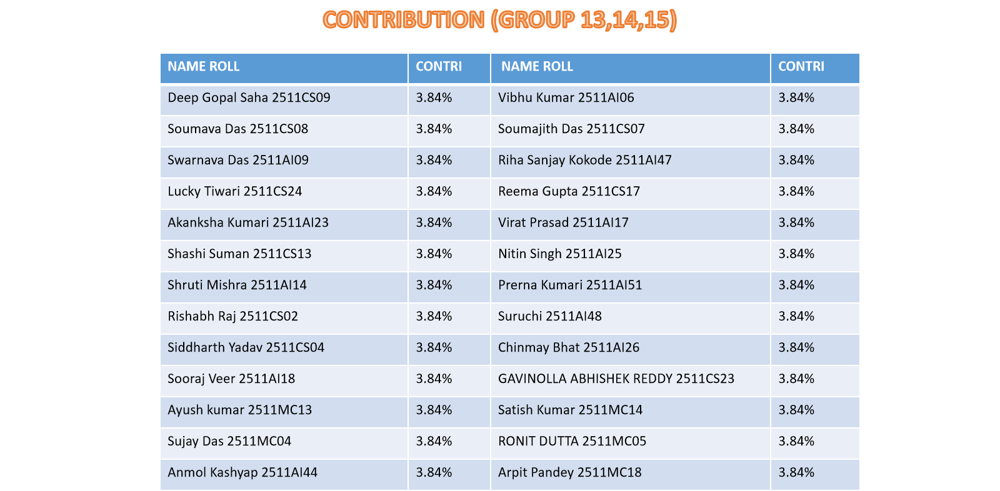 CONTRIBUTION (GROUP 13,14,15)
NAME ROLL CONTRI NAME ROLL CONTRI
Deep Gopal Saha 2511CS09 3.84% Vibhu Kumar 2511AI06 3.84%
Soumava Das 2511CS08 3.84% Soumajith Das 2511CS07 3.84%
Swarnava Das 2511AI09 3.84% Riha Sanjay Kokode 2511AI47 3.84%
Lucky Tiwari 2511CS24 3.84% Reema Gupta 2511CS17 3.84%
Akanksha Kumari 2511AI23 3.84% Virat Prasad 2511AI17 3.84%
Shashi Suman 2511CS13 3.84% Nitin Singh 2511AI25 3.84%
Shruti Mishra 2511AI14 3.84% Prerna Kumari 2511AI51 3.84%
Rishabh Raj 2511CS02 3.84% Suruchi 2511AI48 3.84%
Siddharth Yadav 2511CS04 3.84% Chinmay Bhat 2511AI26 3.84%
Sooraj Veer 2511AI18 3.84% GAVINOLLA ABHISHEK REDDY 2511CS23 3.84%
Ayush kumar 2511MC13 3.84% Satish Kumar 2511MC14 3.84%
Sujay Das 2511MC04 3.84% RONIT DUTTA 2511MC05 3.84%
Anmol Kashyap 2511AI44 3.84% Arpit Pandey 2511MC18 3.84%